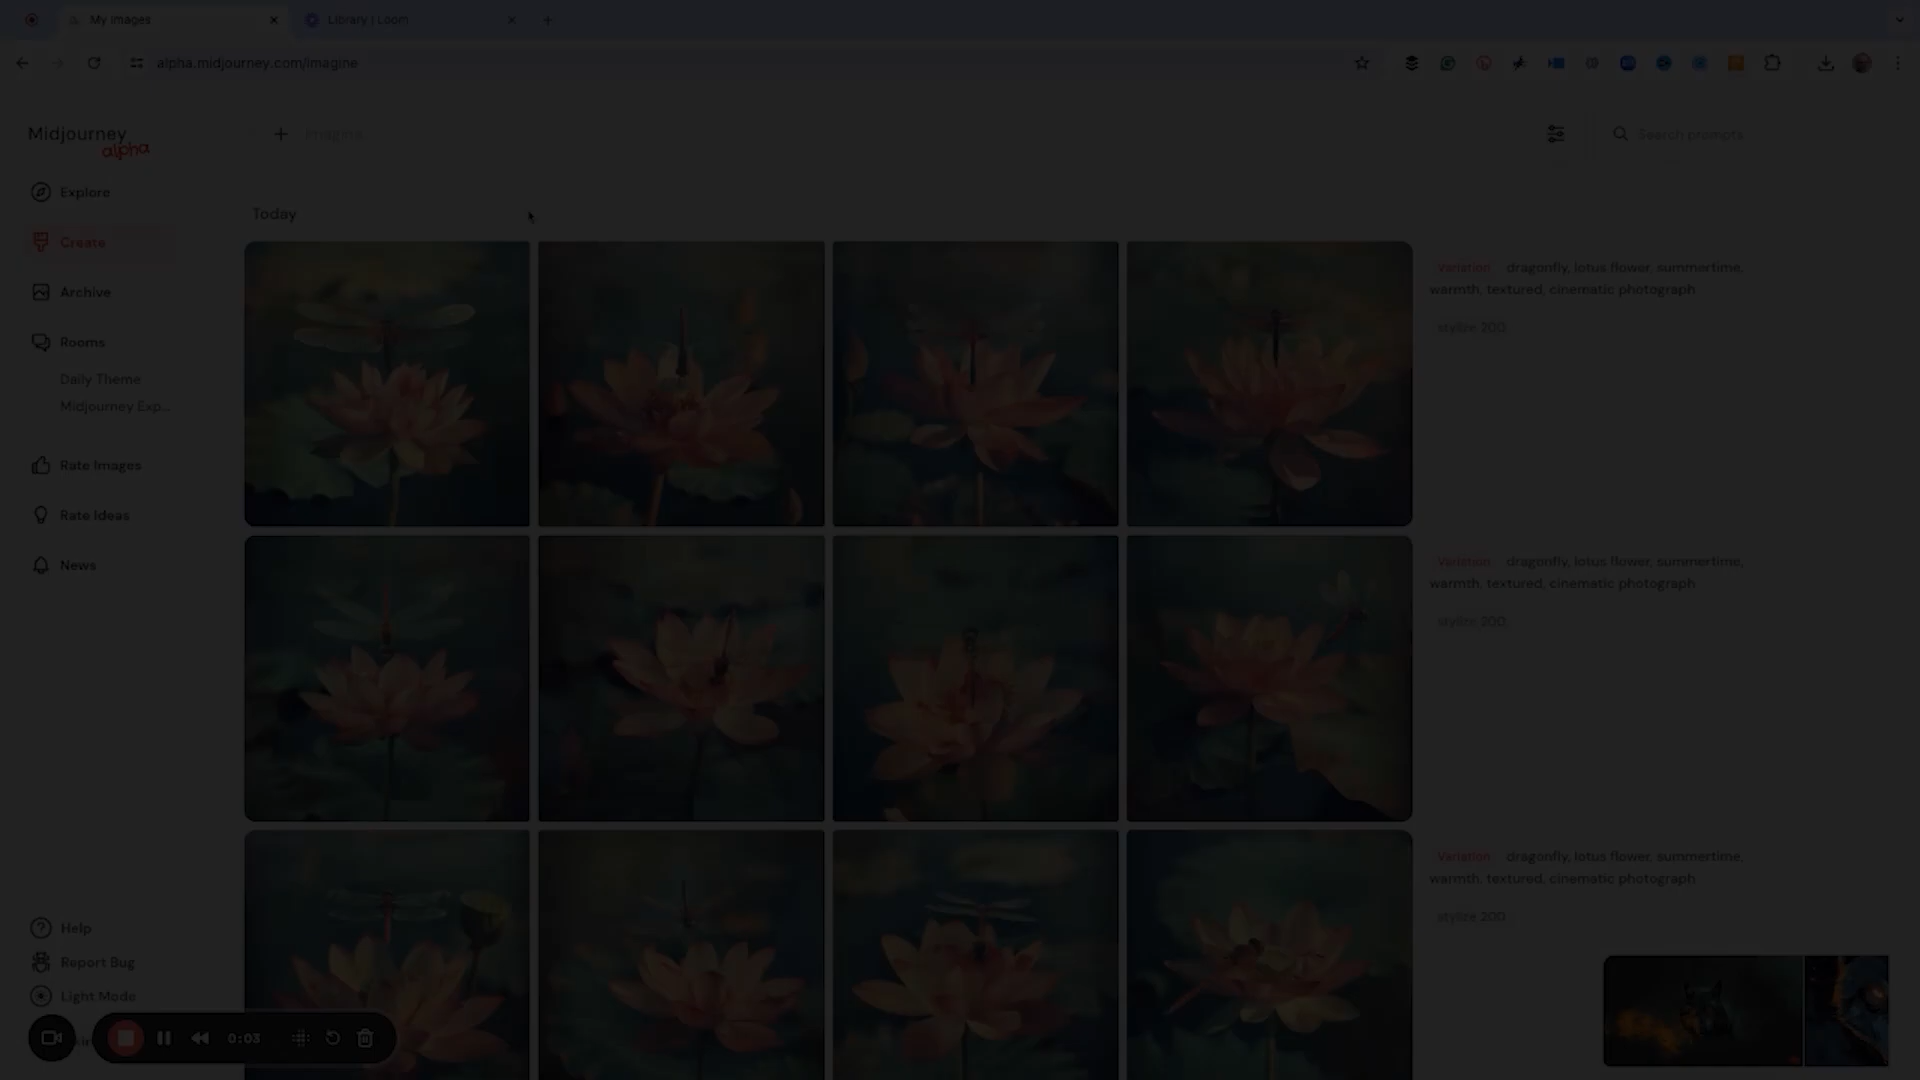 My images
Library | Loom
alpha.midjourney.com/imagine
Midjourney
alpha
Imagine
Search prompts
Explore
Create
Archive
Rooms
Daily Theme
Midjourney Exp...
Rate Images
Rate Ideas
News
Today
Variation dragonfly, lotus flower, summertime,
warmth, textured, cinematic photograph
stylize 200
Variation dragonfly, lotus flower, summertime,
warmth, textured, cinematic photograph
stylize 200
Variation dragonfly, lotus flower, summertime,
warmth, textured, cinematic photograph
stylize 200
Help
Report Bug
Light Mode
0:03